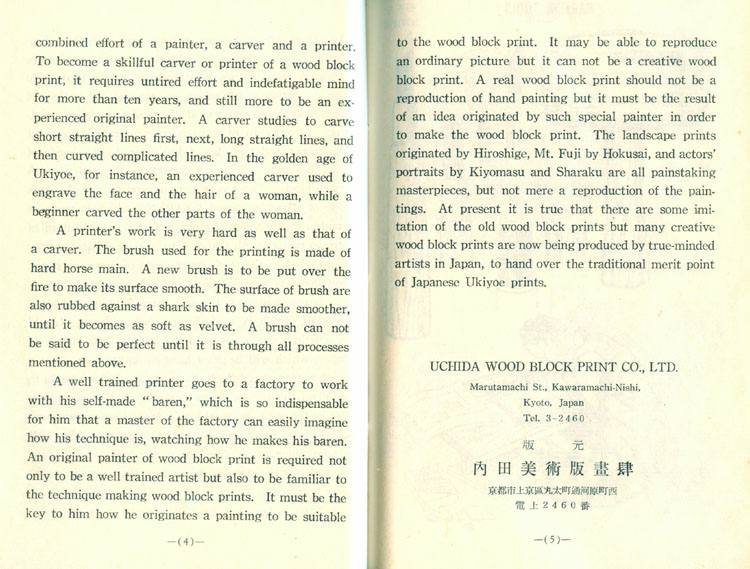 combined effort of a painter, a carver and a printer.
To become a skillful carver or printer of a wood block
print, it requires untired effort and indefatigable mind
for more than ten years, and still more to be an ex-
perienced original painter. A carver studies to carve
short straight lines first, next, long straight lines, and
then curved complicated lines. In the golden age of
Ukiyoe, for instance, an experienced carver used to
engrave the face and the hair of a woman, while a
beginner carved the other parts of the woman.
A printer's work is very hard as well as that of
a carver. The brush used for the printing is made of
hard horse main. A new brush is to be put over the
fire to make its surface smooth. The surface of brush are
also rubbed against a shark skin to be made smoother,
until it becomes as soft as velvet. A brush can not
be said to be perfect until it is through all processes
mentioned above.
A well trained printer goes to a factory to work
with his self-made "baren," which is so indispensable
for him that a master of the factory can easily imagine
how his technique is, watching how he makes his baren.
An original painter of wood block print is required not
only to be a well trained artist but also to be familiar to
the technique making wood block prints. It must be the
key to him how he originates a painting to be suitable
—(4)—
to the wood block print. It may be able to reproduce
an ordinary picture but it can not be a creative wood
block print. A real wood block print should not be a
reproduction of hand painting but it must be the result
of an idea originated by such special painter in order
to make the wood block print. The landscape prints
originated by Hiroshige, Mt. Fuji by Hokusai, and actors'
portraits by Kiyomasu and Sharaku are all painstaking
masterpieces, but not mere a reproduction of the pain-
tings. At present it is true that there are some imi-
tation of the old wood block prints but many creative
wood block prints are now being produced by true-minded
artists in Japan, to hand over the traditional merit point
of Japanese Ukiyoe prints.
UCHIDA WOOD BLOCK PRINT CO., LTD.
Marutamachi St., Kawaramachi-Nishi,
Kyoto, Japan
Tel. 3-2460
版元
內田美術版畫肆
京都市上京區丸太町通河原町西
電上2460番
—(5)—